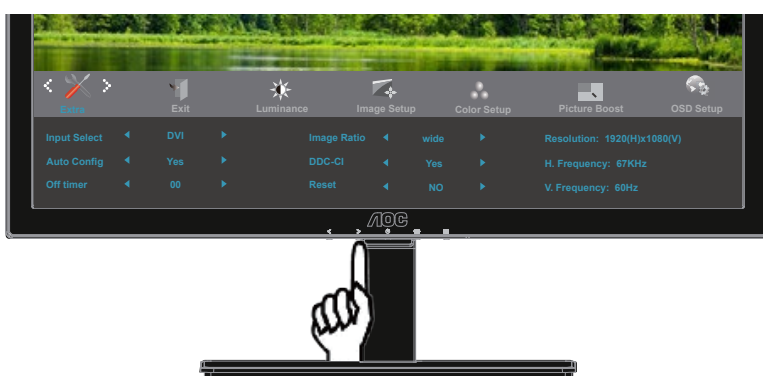 Extra Exit Luminance Image Setup Color Setup Picture Boost OSD Setup
Input Select DVI Image Ratio wide Resolution: 1920(H)x1080(V)
Auto Config Yes DDC-CI Yes H. Frequency: 67KHz
Off timer 00 Reset NO V. Frequency: 60Hz
AOC